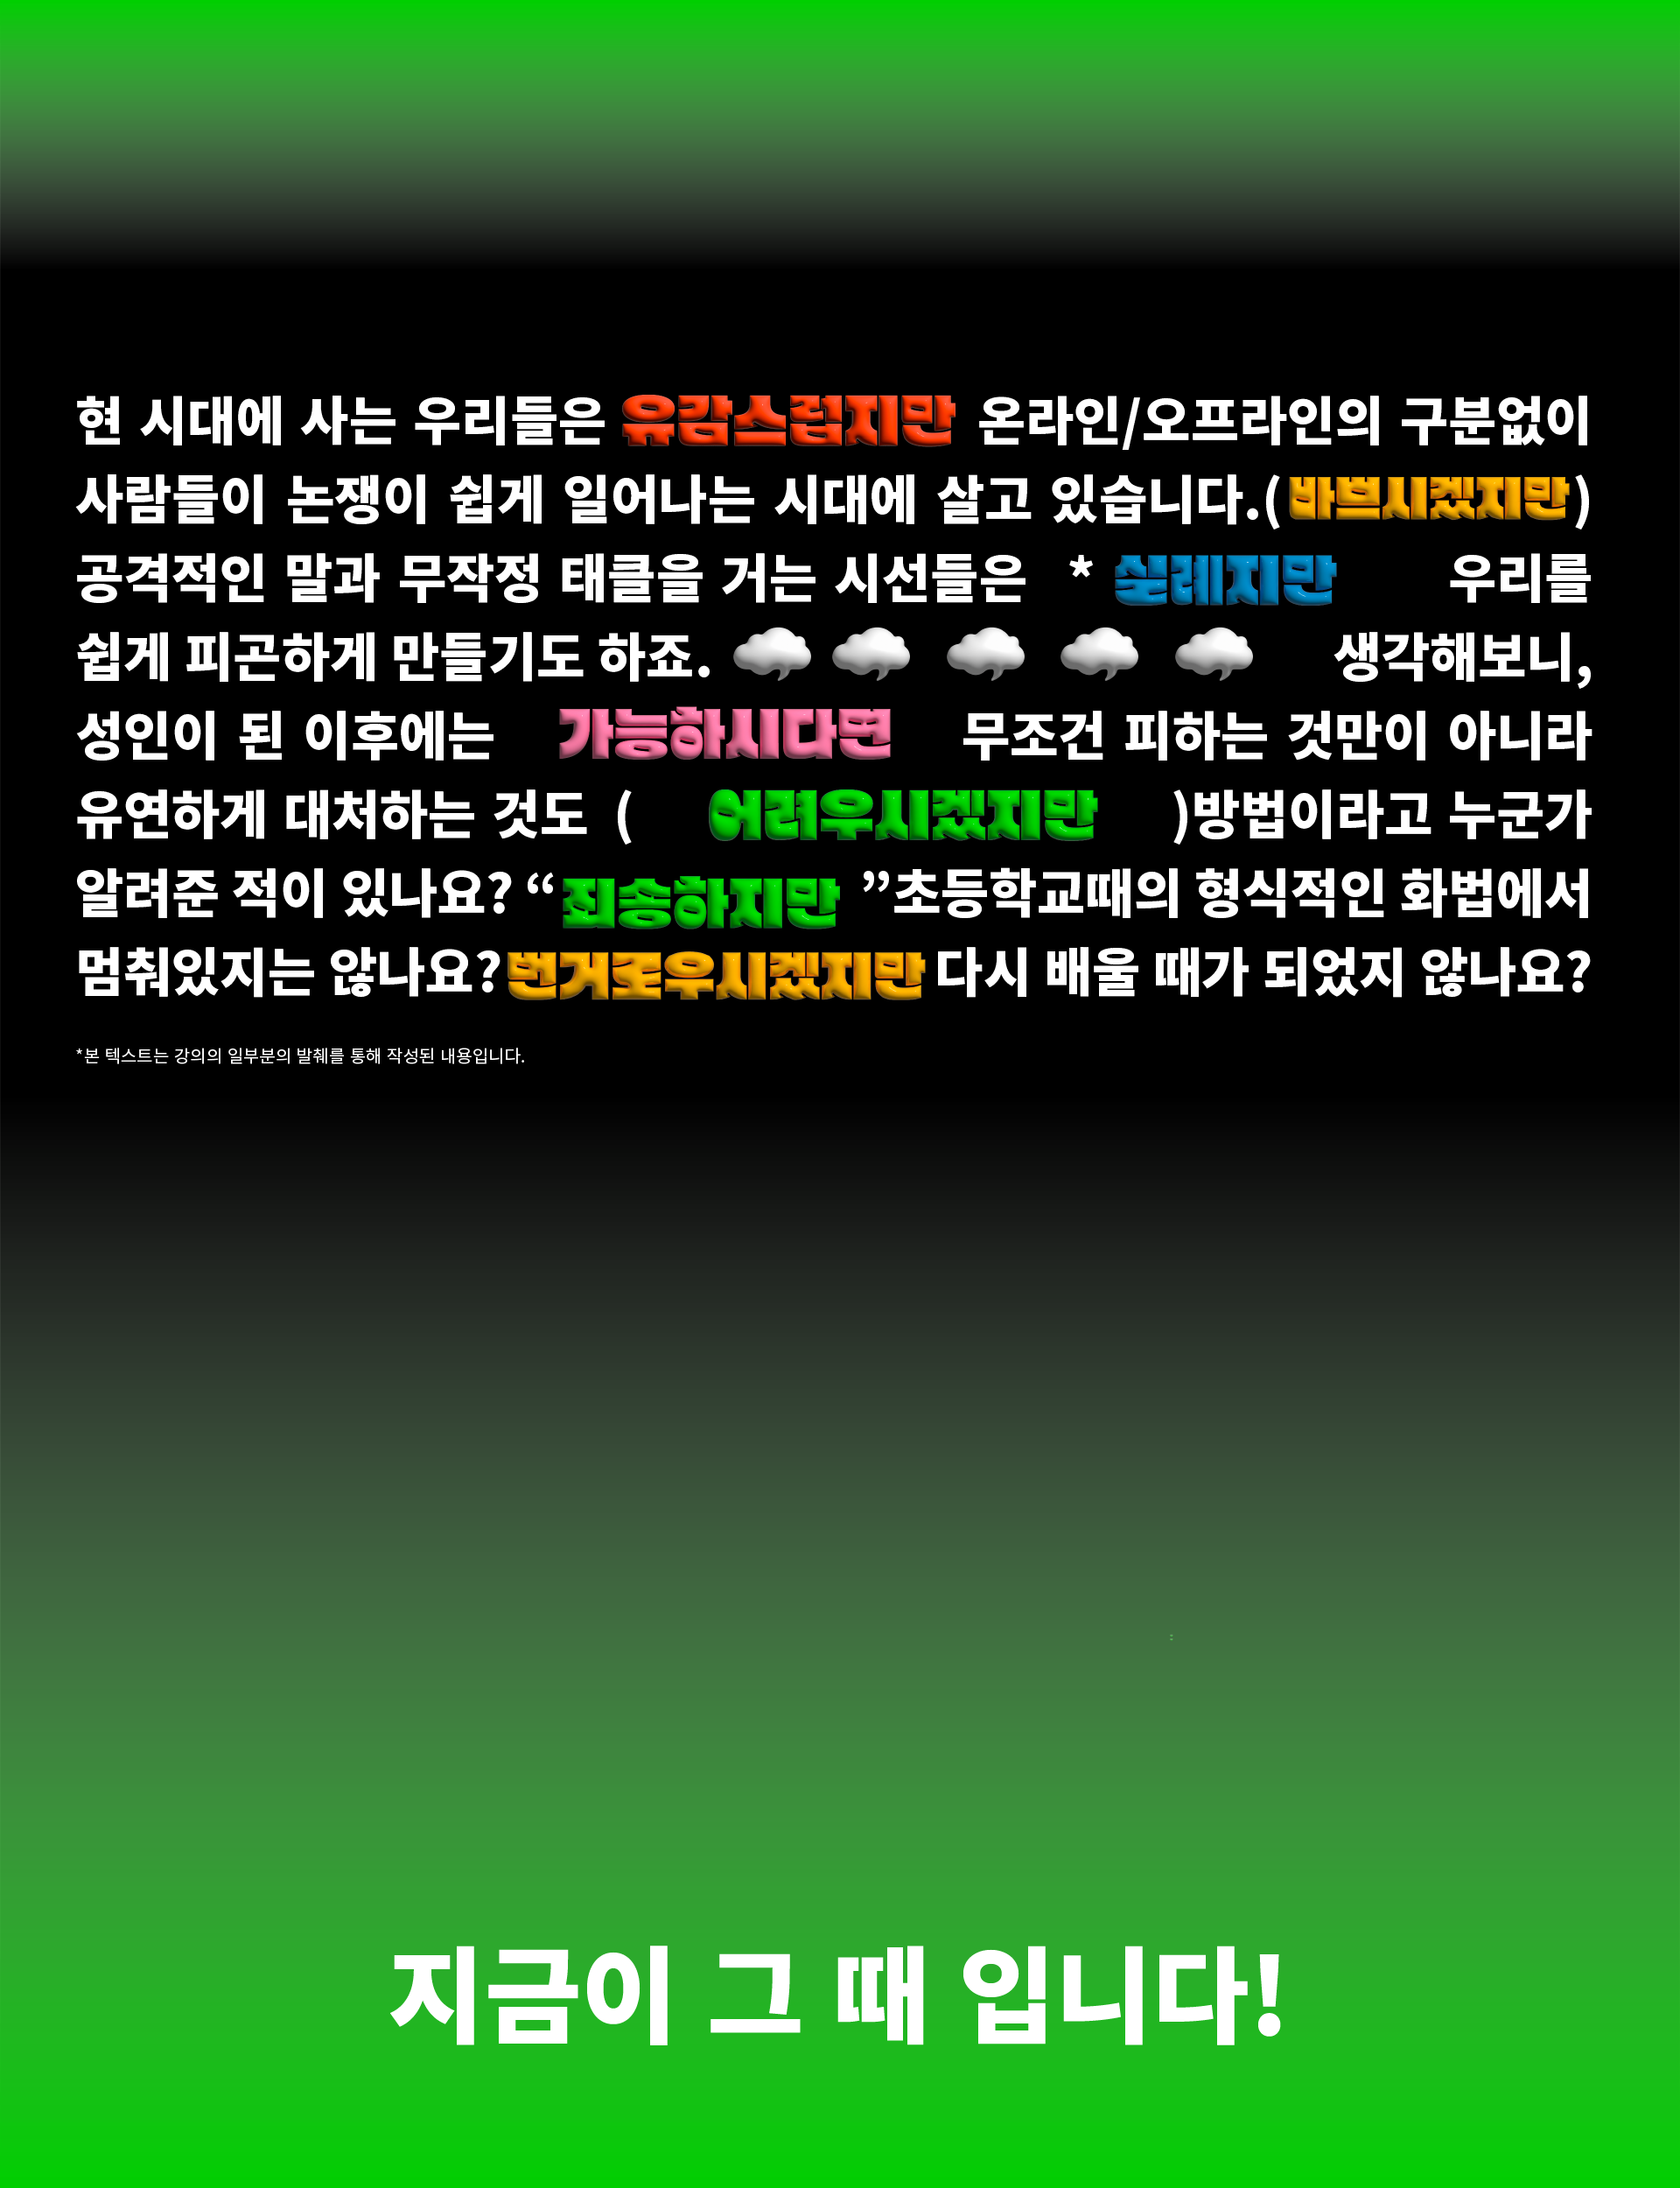 현 시대에 사는 우리들은 유감스럽지만 온라인/오프라인의 구분없이
사람들이 논쟁이 쉽게 일어나는 시대에 살고 있습니다.(바쁘시겠지만)
공격적인 말과 무작정 태클을 거는 시선들은 * 실례지만 우리를
쉽게 피곤하게 만들기도 하죠. 생각해보니,
성인이 된 이후에는 가능하시다면 무조건 피하는 것만이 아니라
유연하게 대처하는 것도 ( 어려우시겠지만 )방법이라고 누군가
알려준 적이 있나요? “죄송하지만 ”초등학교때의 형식적인 화법에서
멈춰있지는 않나요?번거로우시겠지만 다시 배울 때가 되었지 않나요?
*본 텍스트는 강의의 일부분의 발췌를 통해 작성된 내용입니다.
지금이 그 때 입니다!